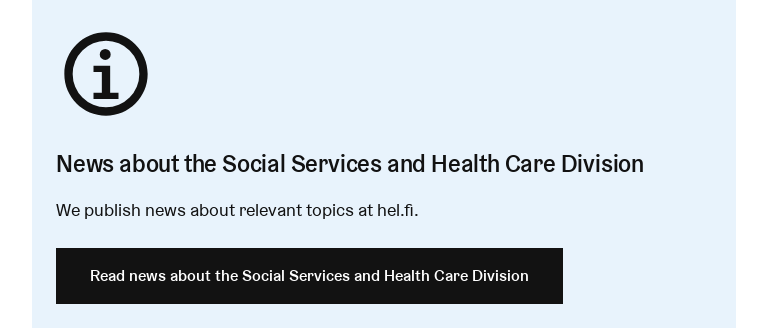 News about the Social Services and Health Care Division
We publish news about relevant topics at hel.fi.
Read news about the Social Services and Health Care Division